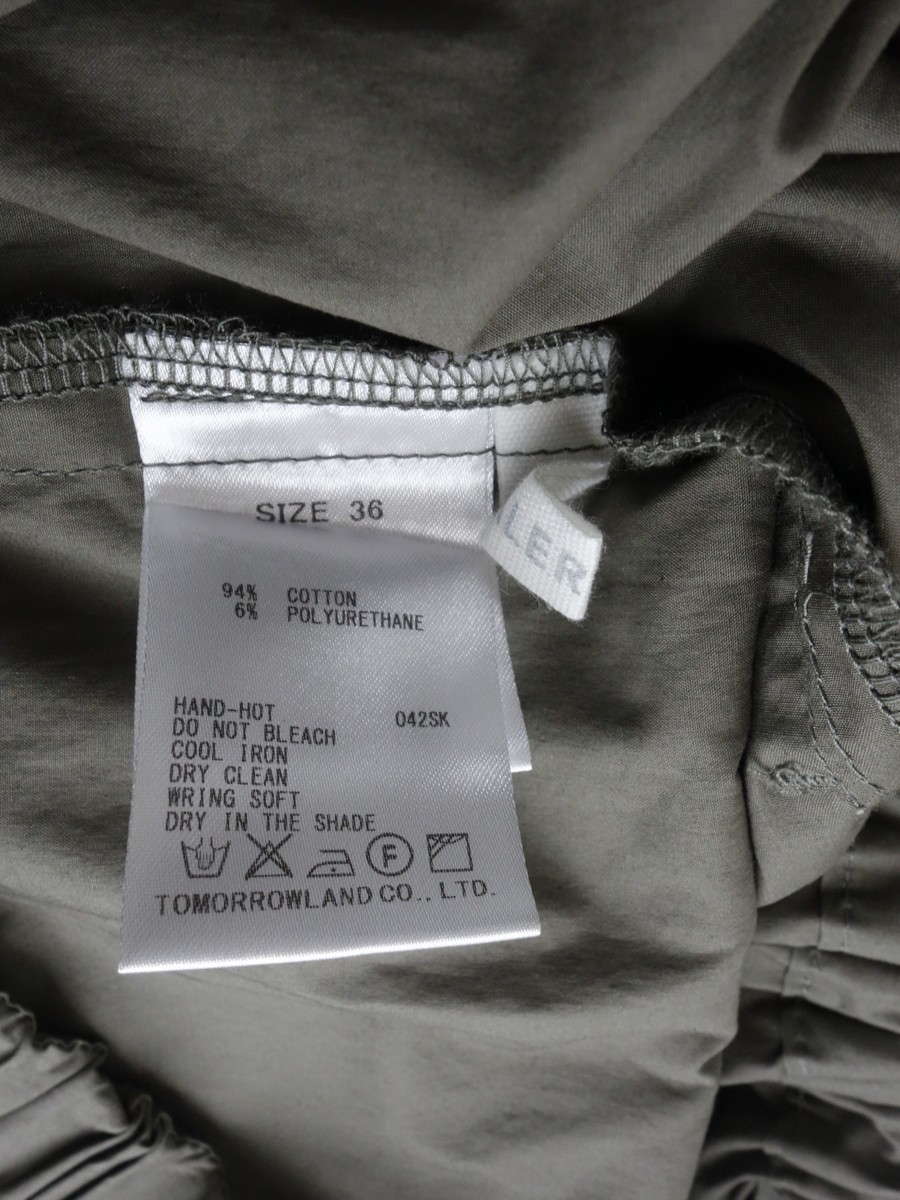 SIZE 36
LER
94% COTTON
6% POLYURETHANE
HAND-HOT
DO NOT BLEACH 042SK
COOL IRON
DRY CLEAN
WRING SOFT
DRY IN THE SHADE
F
TOMORROWLAND CO., LTD.